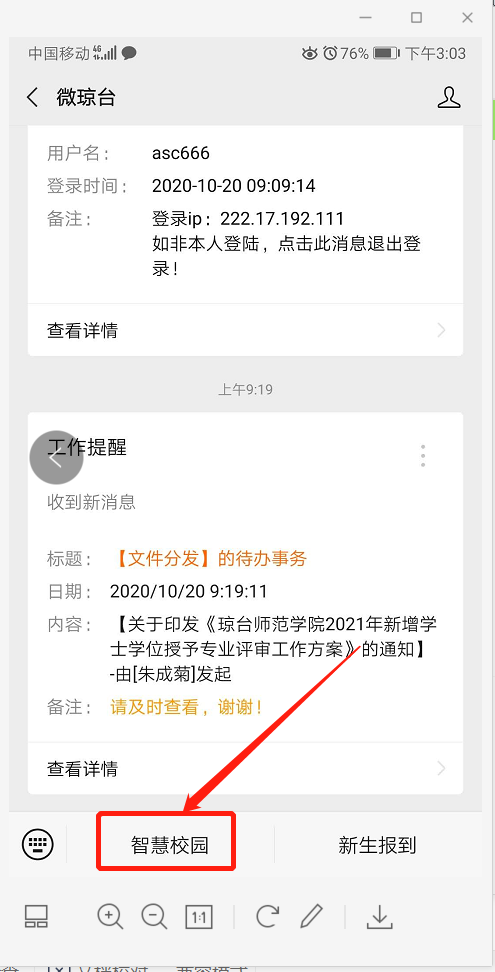 中国移动 4G 76% 下午3:03
微琼台
用户名： asc666
登录时间： 2020-10-20 09:09:14
备注： 登录ip：222.17.192.111
如非本人登陆，点击此消息退出登
录！
查看详情
上午9:19
工作提醒
收到新消息
标题： 【文件分发】的待办事务
日期： 2020/10/20 9:19:11
内容： 【关于印发《琼台师范学院2021年新增学
士学位授予专业评审工作方案》的通知】
-由[朱成菊]发起
备注： 请及时查看，谢谢！
查看详情
智慧校园 新生报到
1:1